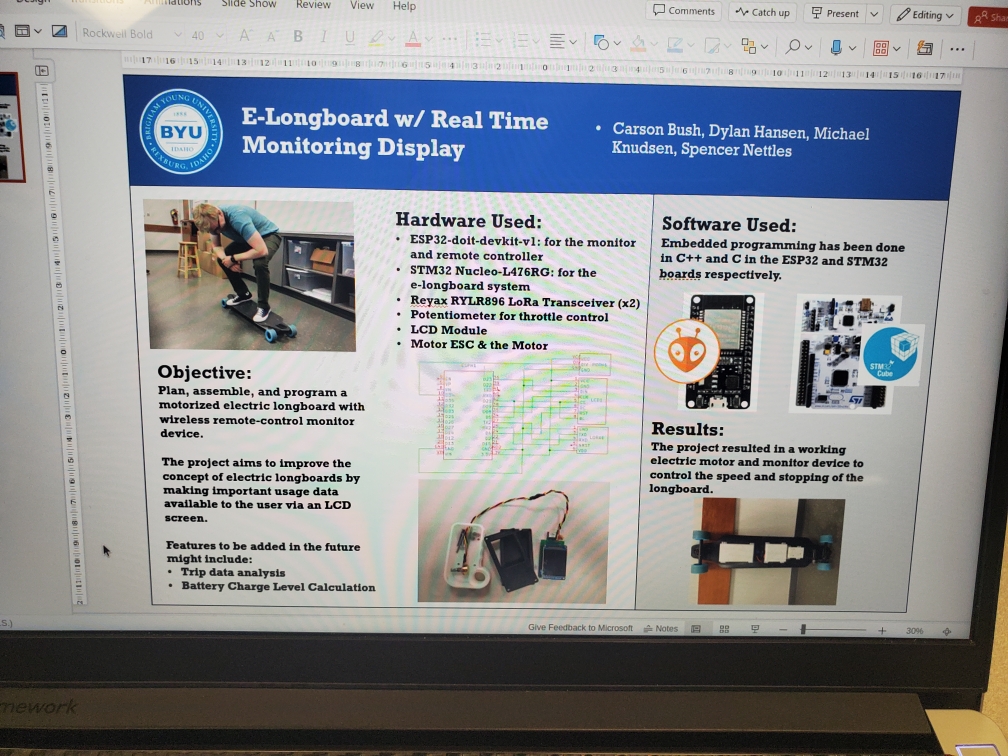 Design
Transitions
Animations
Slide Show
Review
View
Help
Comments
Catch up
Present
Editing
Share
Rockwell Bold
40
A A
B I U
A
17 16 15 14 13 12 11 10 9 8 7 6 5 4 3 2 1 0 1 2 3 4 5 6 7 8 9 10 11 12 13 14 15 16 17
BRIGHAM YOUNG UNIVERSITY
1888
BYU
IDAHO
REXBURG, IDAHO
E-Longboard w/ Real Time
Monitoring Display
• Carson Bush, Dylan Hansen, Michael
Knudsen, Spencer Nettles
Objective:
Plan, assemble, and program a
motorized electric longboard with
wireless remote-control monitor
device.
The project aims to improve the
concept of electric longboards by
making important usage data
available to the user via an LCD
screen.
Features to be added in the future
might include:
• Trip data analysis
• Battery Charge Level Calculation
Hardware Used:
• ESP32-doit-devkit-v1: for the monitor
and remote controller
• STM32 Nucleo-L476RG: for the
e-longboard system
• Reyax RYLR896 LoRa Transceiver (x2)
• Potentiometer for throttle control
• LCD Module
• Motor ESC & the Motor
Software Used:
Embedded programming has been done
in C++ and C in the ESP32 and STM32
boards respectively.
STM32
Cube
Results:
The project resulted in a working
electric motor and monitor device to
control the speed and stopping of the
longboard.
S.)
Give Feedback to Microsoft
Notes
30%
mework